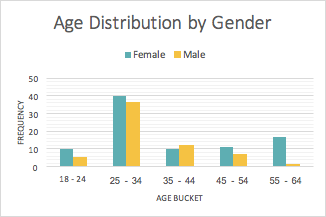 Age Distribution by Gender
Female Male
50
40
30
20
10
0
FREQUENCY
18 - 24 25 - 34 35 - 44 45 - 54 55 - 64
AGE BUCKET